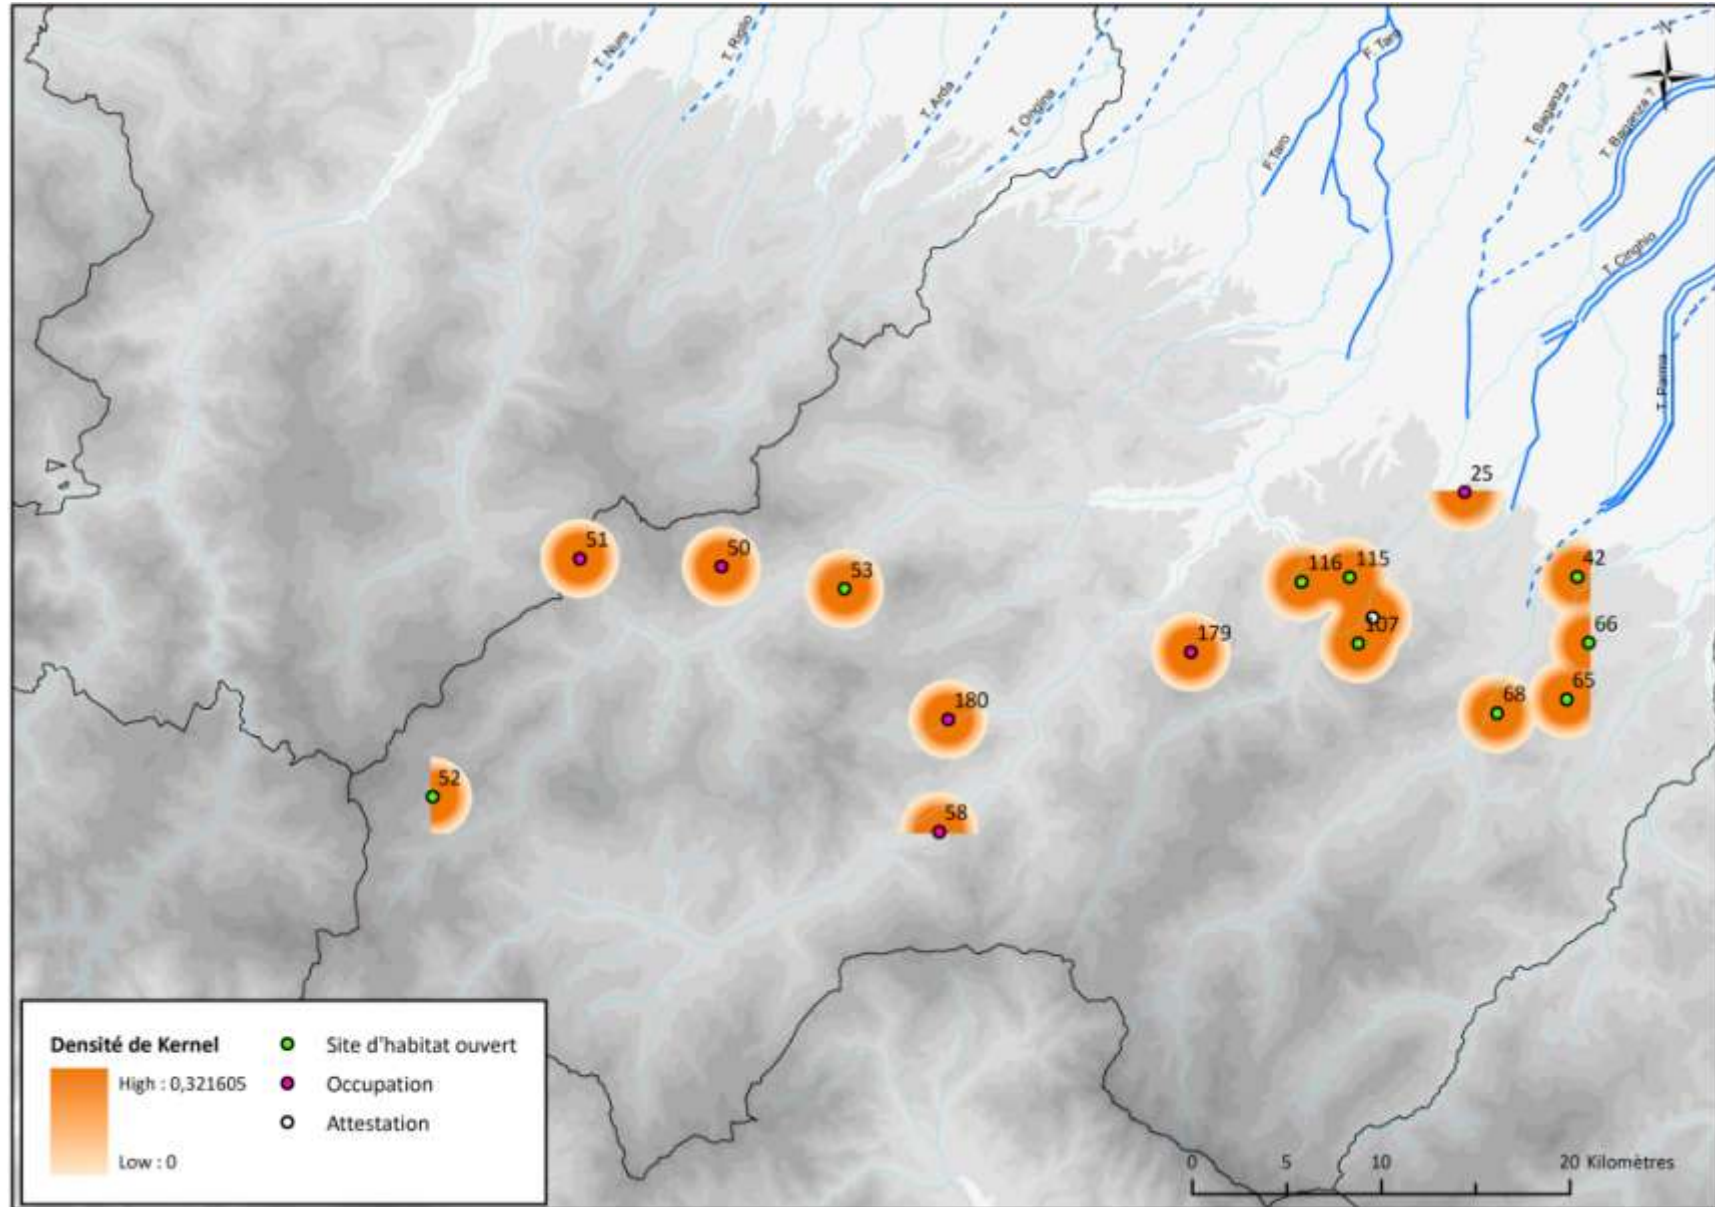 T. Nure
T. Riglio
T. Arda
T. Ongina
F. Taro
F. Taro
T. Baganza
T. Baganza ?
T. Cinghio
T. Parma
N
25
51
50
53
116
115
42
107
66
179
180
68
65
52
58
Densité de Kernel
High : 0,321605
Low : 0
Site d'habitat ouvert
Occupation
Attestation
0 5 10 20 Kilomètres